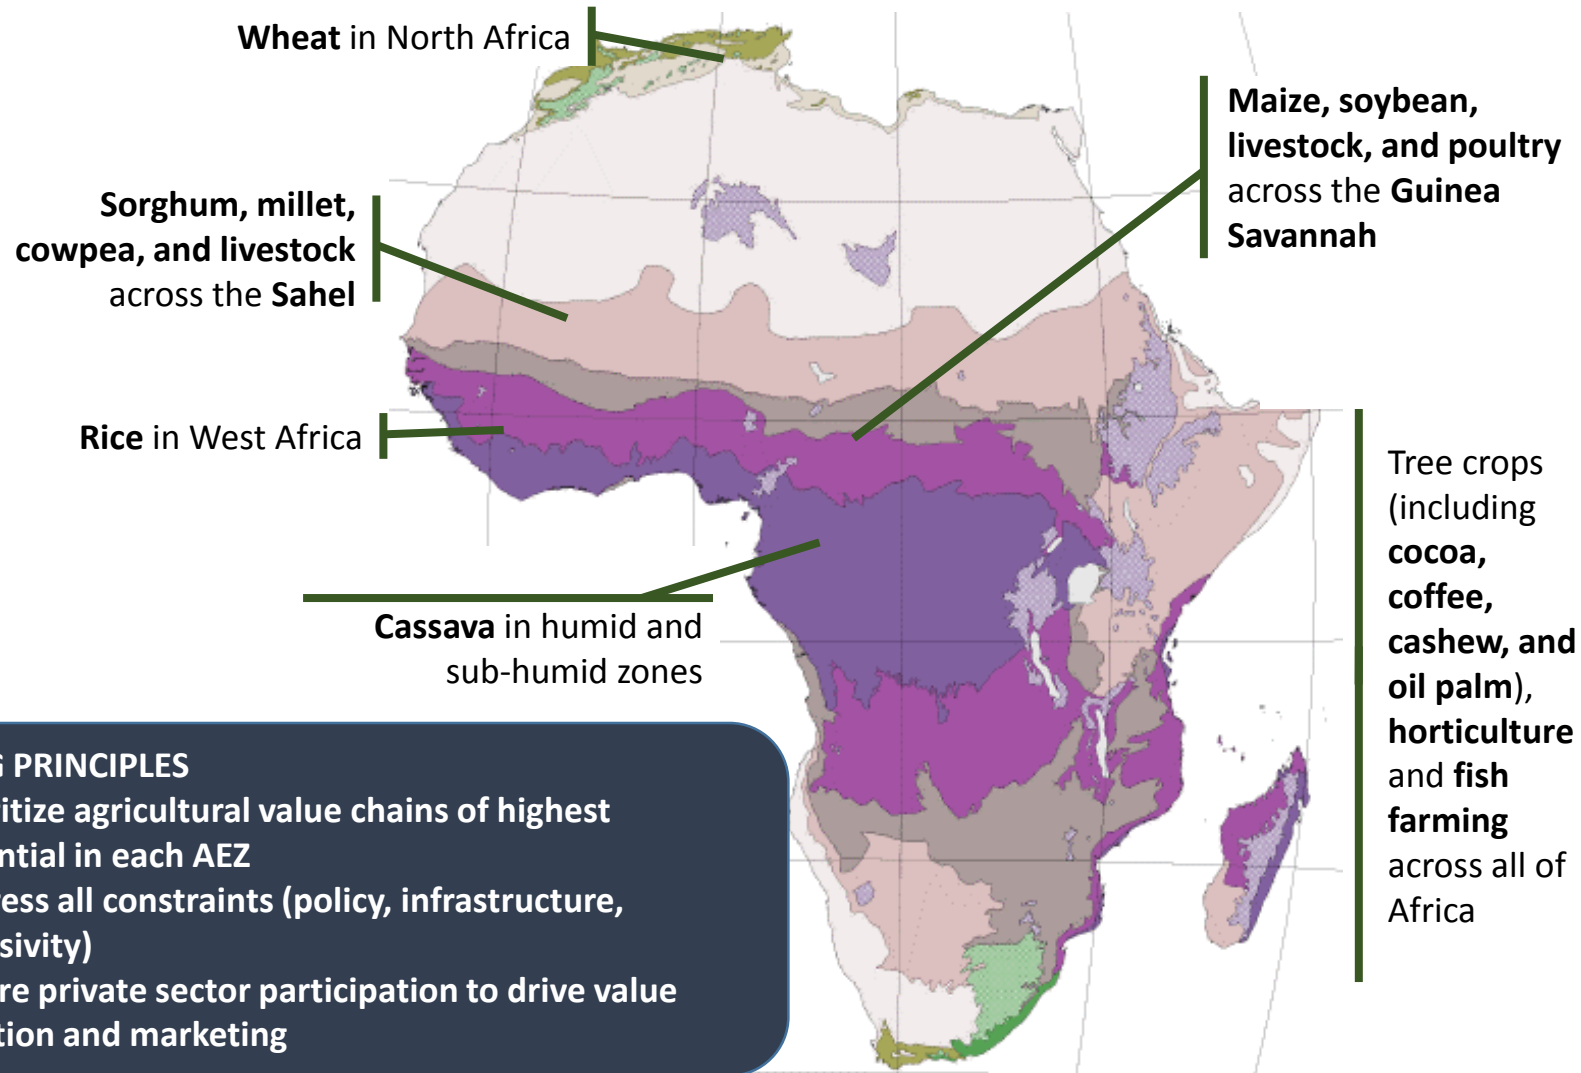 Wheat in North Africa
Maize, soybean,
livestock, and poultry
across the Guinea
Savannah
Sorghum, millet,
cowpea, and livestock
across the Sahel
Rice in West Africa
Tree crops
(including
cocoa,
coffee,
cashew, and
oil palm),
horticulture
and fish
farming
across all of
Africa
Cassava in humid and
sub-humid zones
G PRINCIPLES
ritize agricultural value chains of highest
ntial in each AEZ
ress all constraints (policy, infrastructure,
sivity)
re private sector participation to drive value
tion and marketing